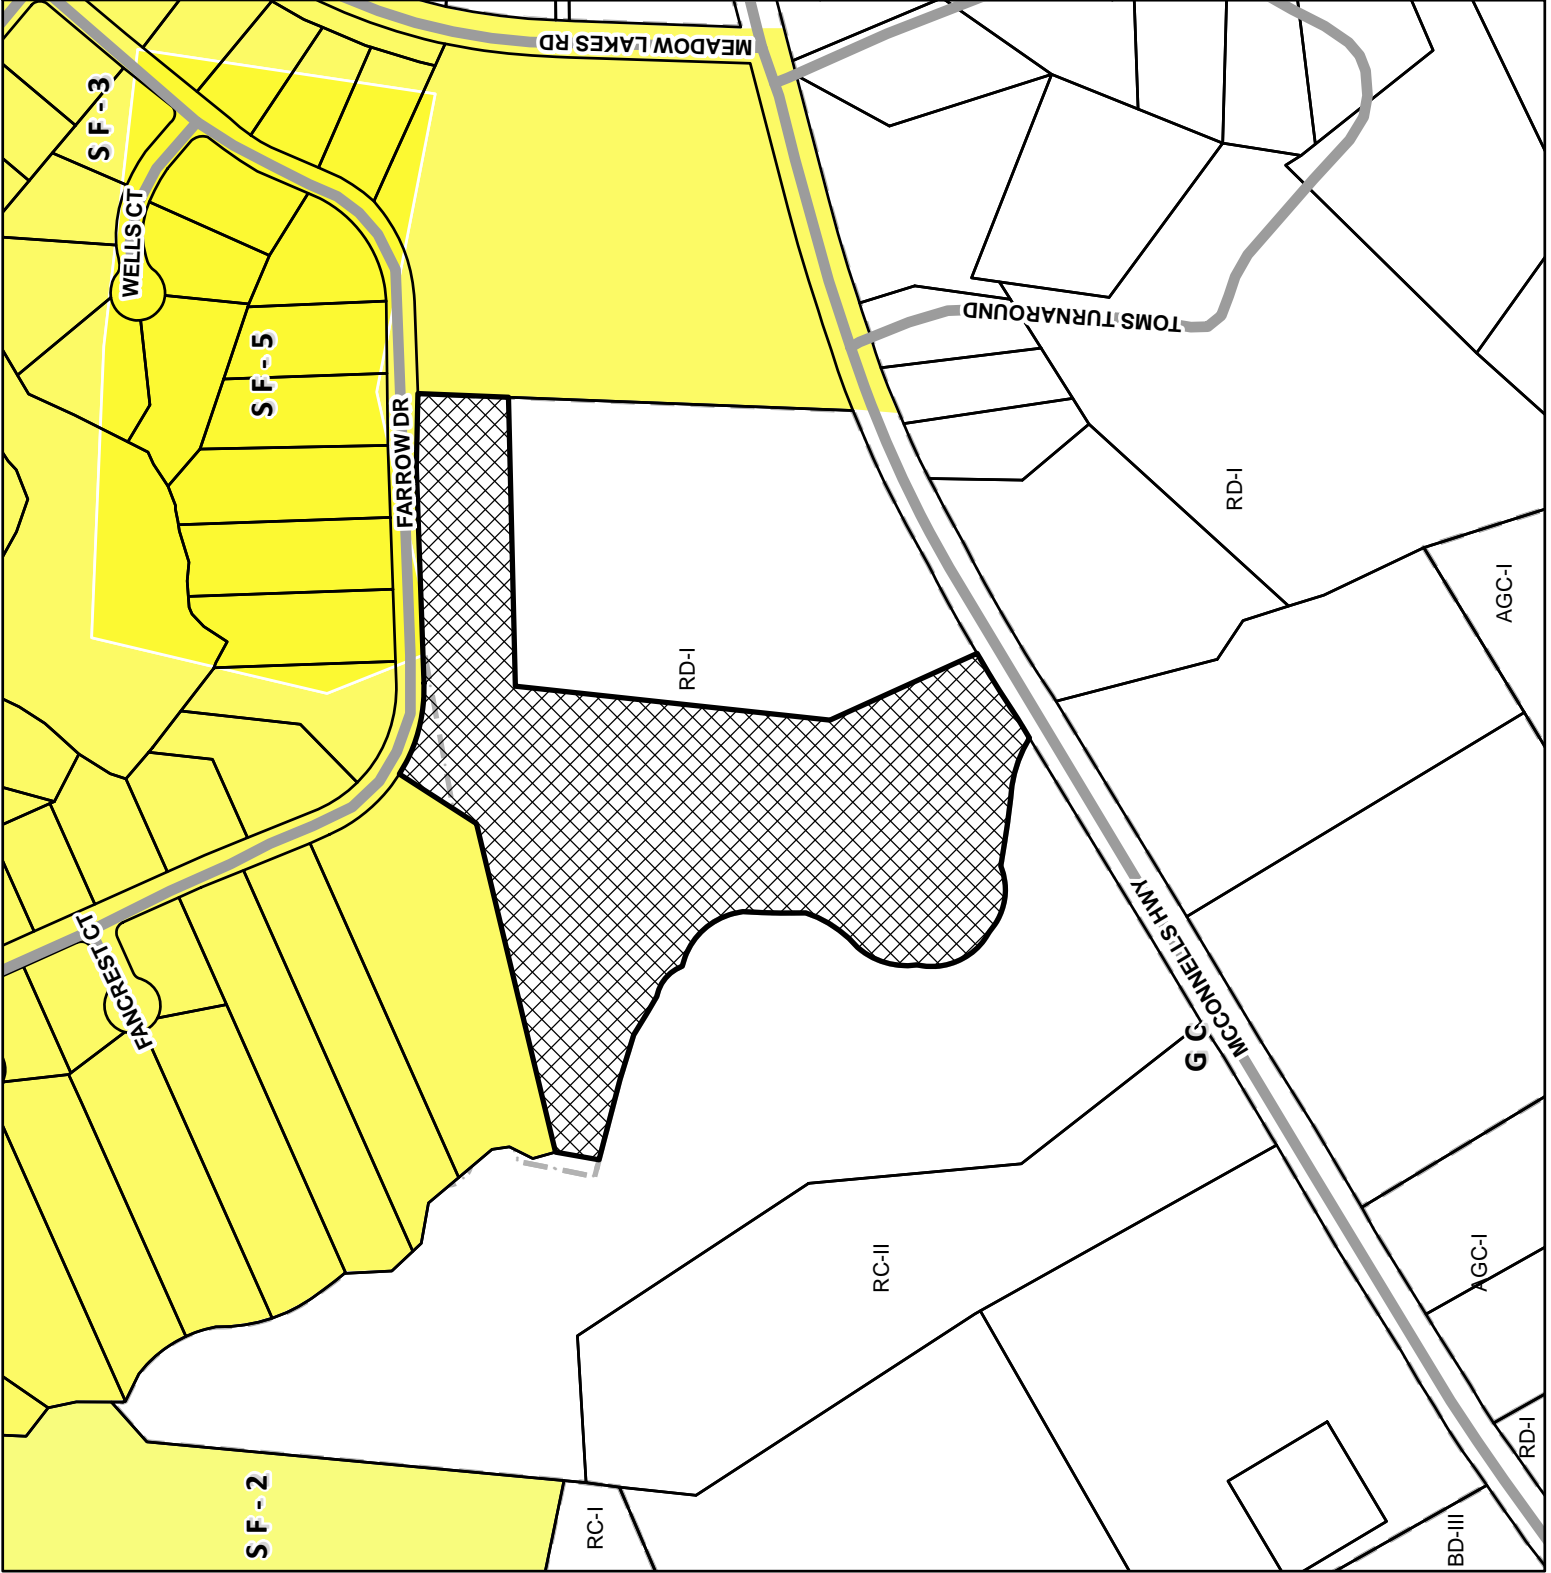 MEADOW LAKES RD
SF-3
WELLS CT
TOMS TURNAROUND
SF-5
FARROW DR
RD-I
RD-I
AGC-I
FANCREST CT
MCCONNELLS HWY
GC
RC-II
AGC-I
SF-2
RC-I
RD-I
BD-III